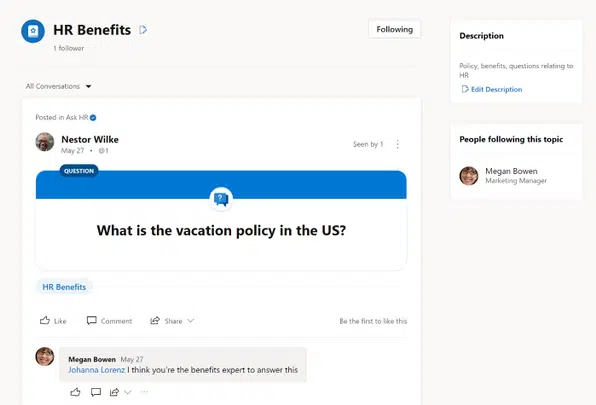 HR Benefits
1 follower
Following
All Conversations
Posted in Ask HR
Nestor Wilke
May 27 • @1
Seen by 1
QUESTION
What is the vacation policy in the US?
HR Benefits
Like
Comment
Share
Be the first to like this
Megan Bowen May 27
Johanna Lorenz I think you're the benefits expert to answer this
Description
Policy, benefits, questions relating to
HR
Edit Description
People following this topic
Megan Bowen
Marketing Manager